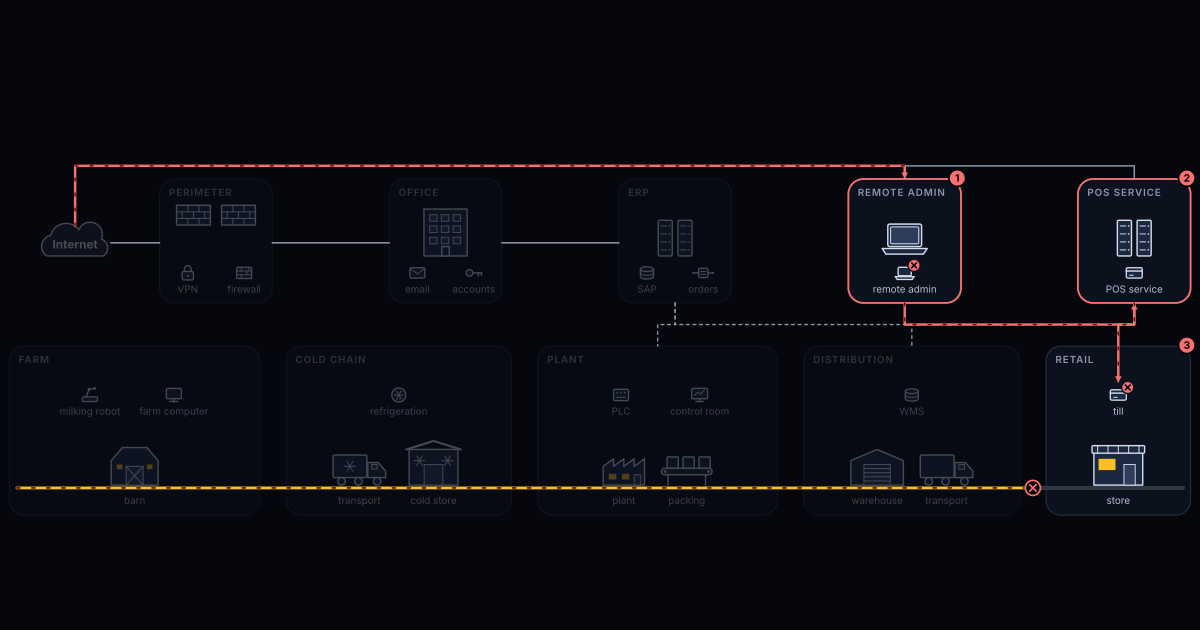 PERIMETER
OFFICE
ERP
REMOTE ADMIN
1
POS SERVICE
2
Internet
VPN
firewall
email
accounts
SAP
orders
remote admin
POS service
FARM
COLD CHAIN
PLANT
DISTRIBUTION
RETAIL
3
milking robot
farm computer
refrigeration
PLC
control room
WMS
till
barn
transport
cold store
plant
packing
warehouse
transport
store